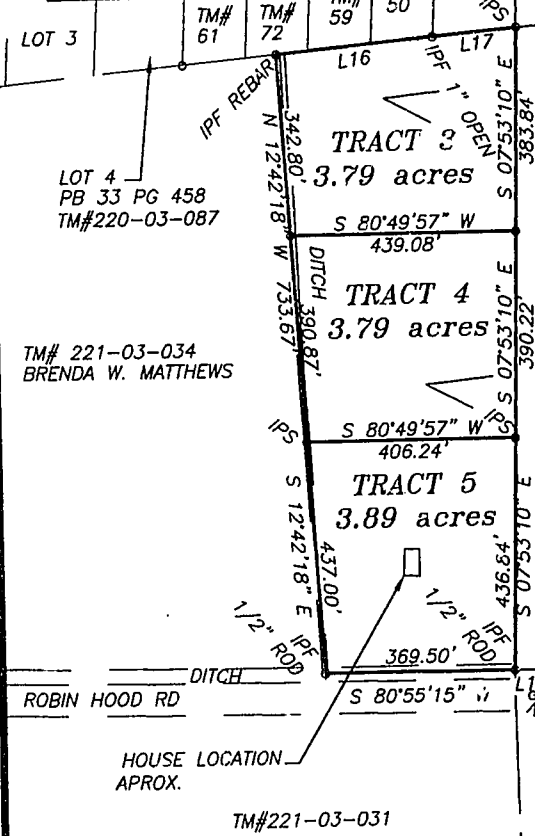 LOT 3
TM#
61
TM#
72
TM#
59
50
IPS
L16
IPF
L17
IPF REBAR
1" OPEN
S 07°53'10" E
383.84'
LOT 4
PB 33 PG 458
TM#220-03-087
342.80'
N 12°42'18" W 733.67'
TRACT 3
3.79 acres
S 80°49'57" W
439.08'
DITCH
390.87'
TRACT 4
3.79 acres
S 07°53'10" E
390.22'
TM# 221-03-034
BRENDA W. MATTHEWS
IPS
IPS
S 80°49'57" W
406.24'
TRACT 5
3.89 acres
S 12°42'18" E
437.00'
436.84'
S 07°53'10" E
1/2" ROD
IPF
1/2" ROD
IPF
369.50'
DITCH
ROBIN HOOD RD
S 80°55'15" W
HOUSE LOCATION
APROX.
TM#221-03-031